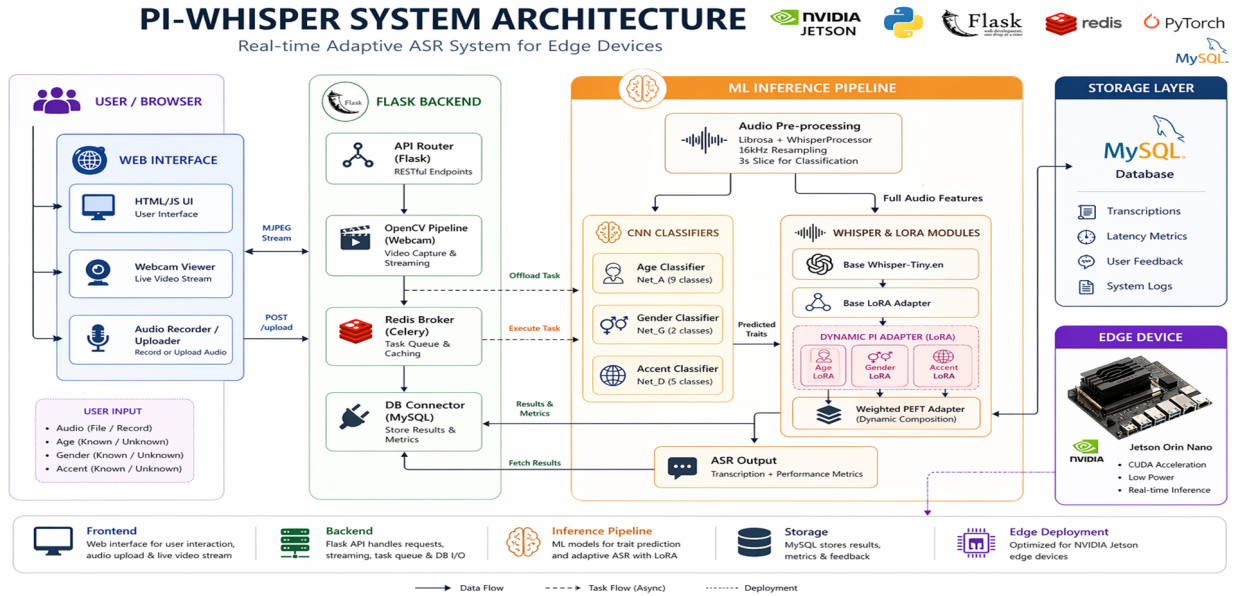 PI-WHISPER SYSTEM ARCHITECTURE
Real-time Adaptive ASR System for Edge Devices
NVIDIA
JETSON
Flask
web development,
one drop at a time
redis
PyTorch
MySQL
USER / BROWSER
WEB INTERFACE
HTML/JS UI
User Interface
Webcam Viewer
Live Video Stream
Audio Recorder /
Uploader
Record or Upload Audio
USER INPUT
• Audio (File / Record)
• Age (Known / Unknown)
• Gender (Known / Unknown)
• Accent (Known / Unknown)
MJPEG
Stream
POST
/upload
Flask
FLASK BACKEND
API Router
(Flask)
RESTful Endpoints
OpenCV Pipeline
(Webcam)
Video Capture &
Streaming
Redis Broker
(Celery)
Task Queue &
Caching
DB Connector
(MySQL)
Store Results &
Metrics
Offload Task
Execute Task
Results &
Metrics
Fetch Results
ML INFERENCE PIPELINE
Audio Pre-processing
Librosa + WhisperProcessor
16kHz Resampling
3s Slice for Classification
Full Audio Features
CNN CLASSIFIERS
Age Classifier
Net_A (9 classes)
Gender Classifier
Net_G (2 classes)
Accent Classifier
Net_D (5 classes)
Predicted
Traits
WHISPER & LORA MODULES
Base Whisper-Tiny.en
Base LoRA Adapter
DYNAMIC PI ADAPTER (LoRA)
Age
LoRA
Gender
LoRA
Accent
LoRA
Weighted PEFT Adapter
(Dynamic Composition)
ASR Output
Transcription + Performance Metrics
STORAGE LAYER
MySQL
Database
Transcriptions
Latency Metrics
User Feedback
System Logs
EDGE DEVICE
NVIDIA
Jetson Orin Nano
• CUDA Acceleration
• Low Power
• Real-time Inference
Frontend
Web interface for user interaction,
audio upload & live video stream
Backend
Flask API handles requests,
streaming, task queue & DB I/O
Inference Pipeline
ML models for trait prediction
and adaptive ASR with LoRA
Storage
MySQL stores results,
metrics & feedback
Edge Deployment
Optimized for NVIDIA Jetson
edge devices
Data Flow
Task Flow (Async)
Deployment